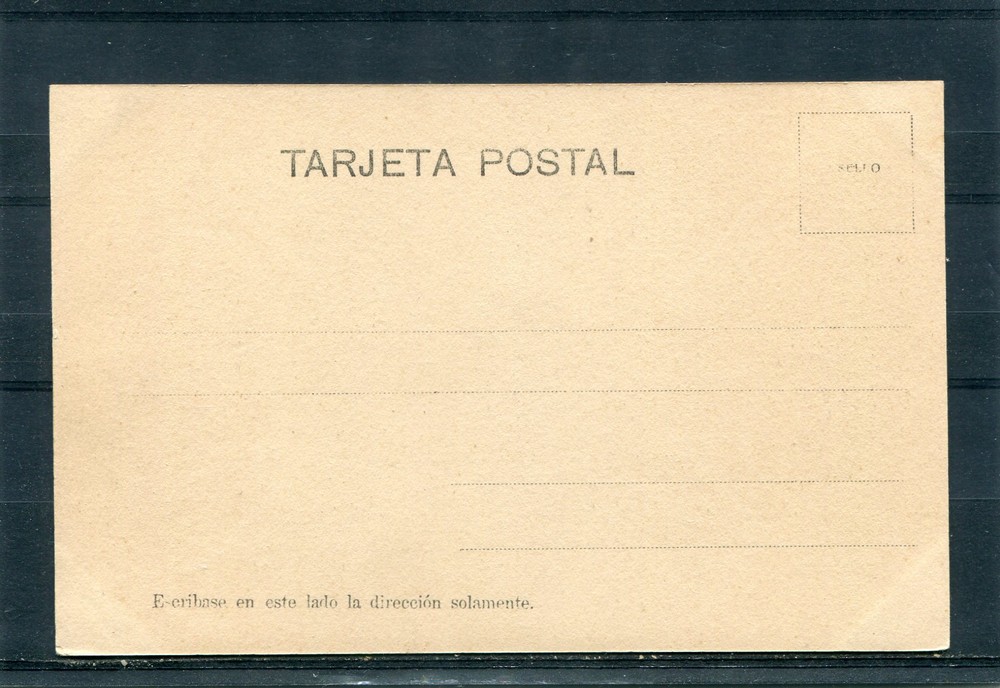 TARJETA POSTAL
SELLO
E-cribase en este lado la dirección solamente.